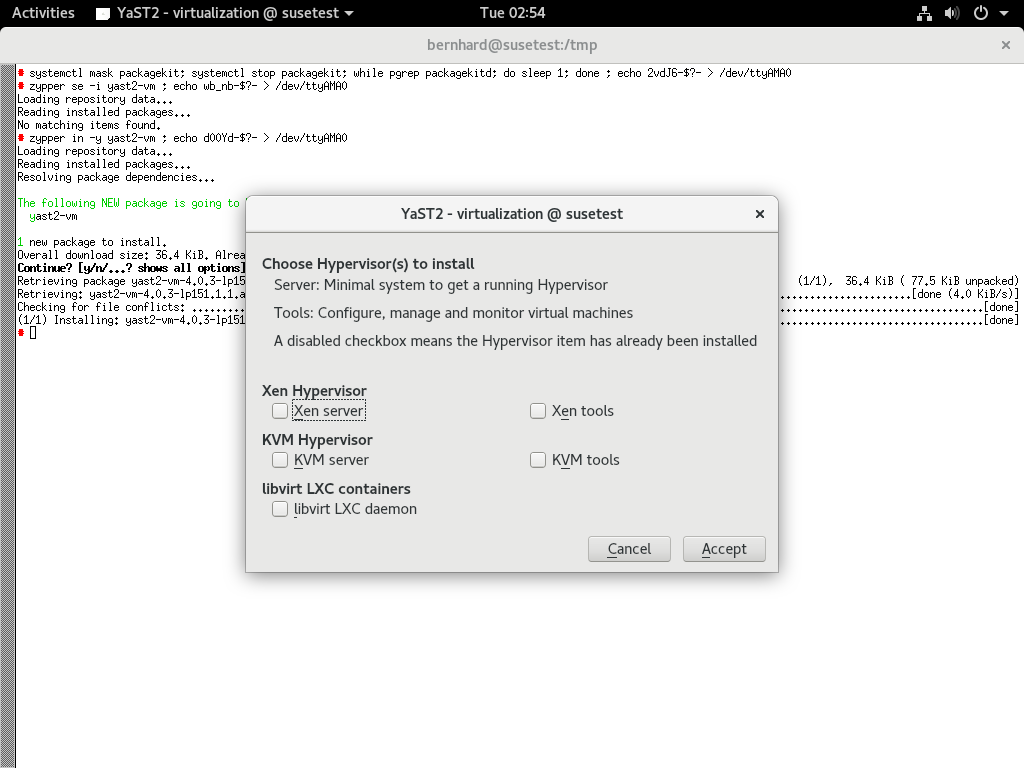 Activities YaST2 - virtualization @ susetest Tue 02:54
bernhard@susetest:/tmp
# systemctl mask packagekit; systemctl stop packagekit; while pgrep packagekitd; do sleep 1; done ; echo 2vdJ6-$?- > /dev/ttyAMA0
# zypper se -i yast2-vm ; echo wb_nb-$?- > /dev/ttyAMA0
Loading repository data...
Reading installed packages...
No matching items found.
# zypper in -y yast2-vm ; echo d00Yd-$?- > /dev/ttyAMA0
Loading repository data...
Reading installed packages...
Resolving package dependencies...
The following NEW package is going to
yast2-vm
1 new package to install.
Overall download size: 36.4 KiB. Alrea
Continue? [y/n/...? shows all options]
Retrieving package yast2-vm-4.0.3-lp151 (1/1), 36.4 KiB ( 77.5 KiB unpacked)
Retrieving: yast2-vm-4.0.3-lp151.1.1.a .....................[done (4.0 KiB/s)]
Checking for file conflicts: ......... .................................[done]
(1/1) Installing: yast2-vm-4.0.3-lp151 .................................[done]
#
YaST2 - virtualization @ susetest
Choose Hypervisor(s) to install
Server: Minimal system to get a running Hypervisor
Tools: Configure, manage and monitor virtual machines
A disabled checkbox means the Hypervisor item has already been installed
Xen Hypervisor
Xen server Xen tools
KVM Hypervisor
KVM server KVM tools
libvirt LXC containers
libvirt LXC daemon
Cancel Accept